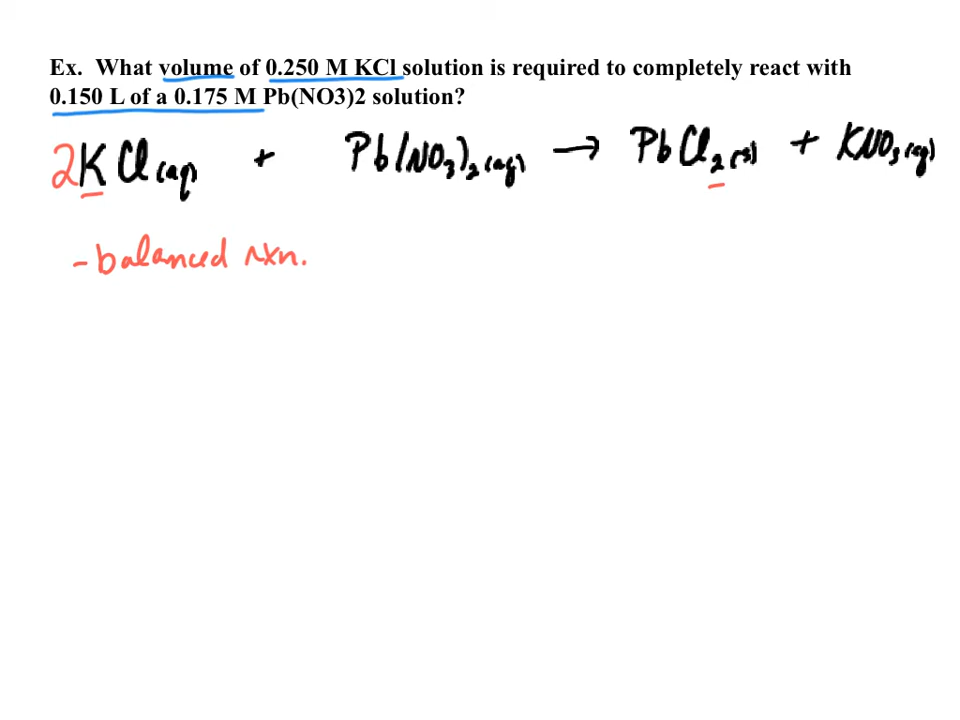 Ex. What volume of 0.250 M KCl solution is required to completely react with
0.150 L of a 0.175 M Pb(NO3)2 solution?
2KCl(aq) + Pb(NO₃)₂(aq) → PbCl₂(s) + KNO₃(aq)
- balanced rxn.